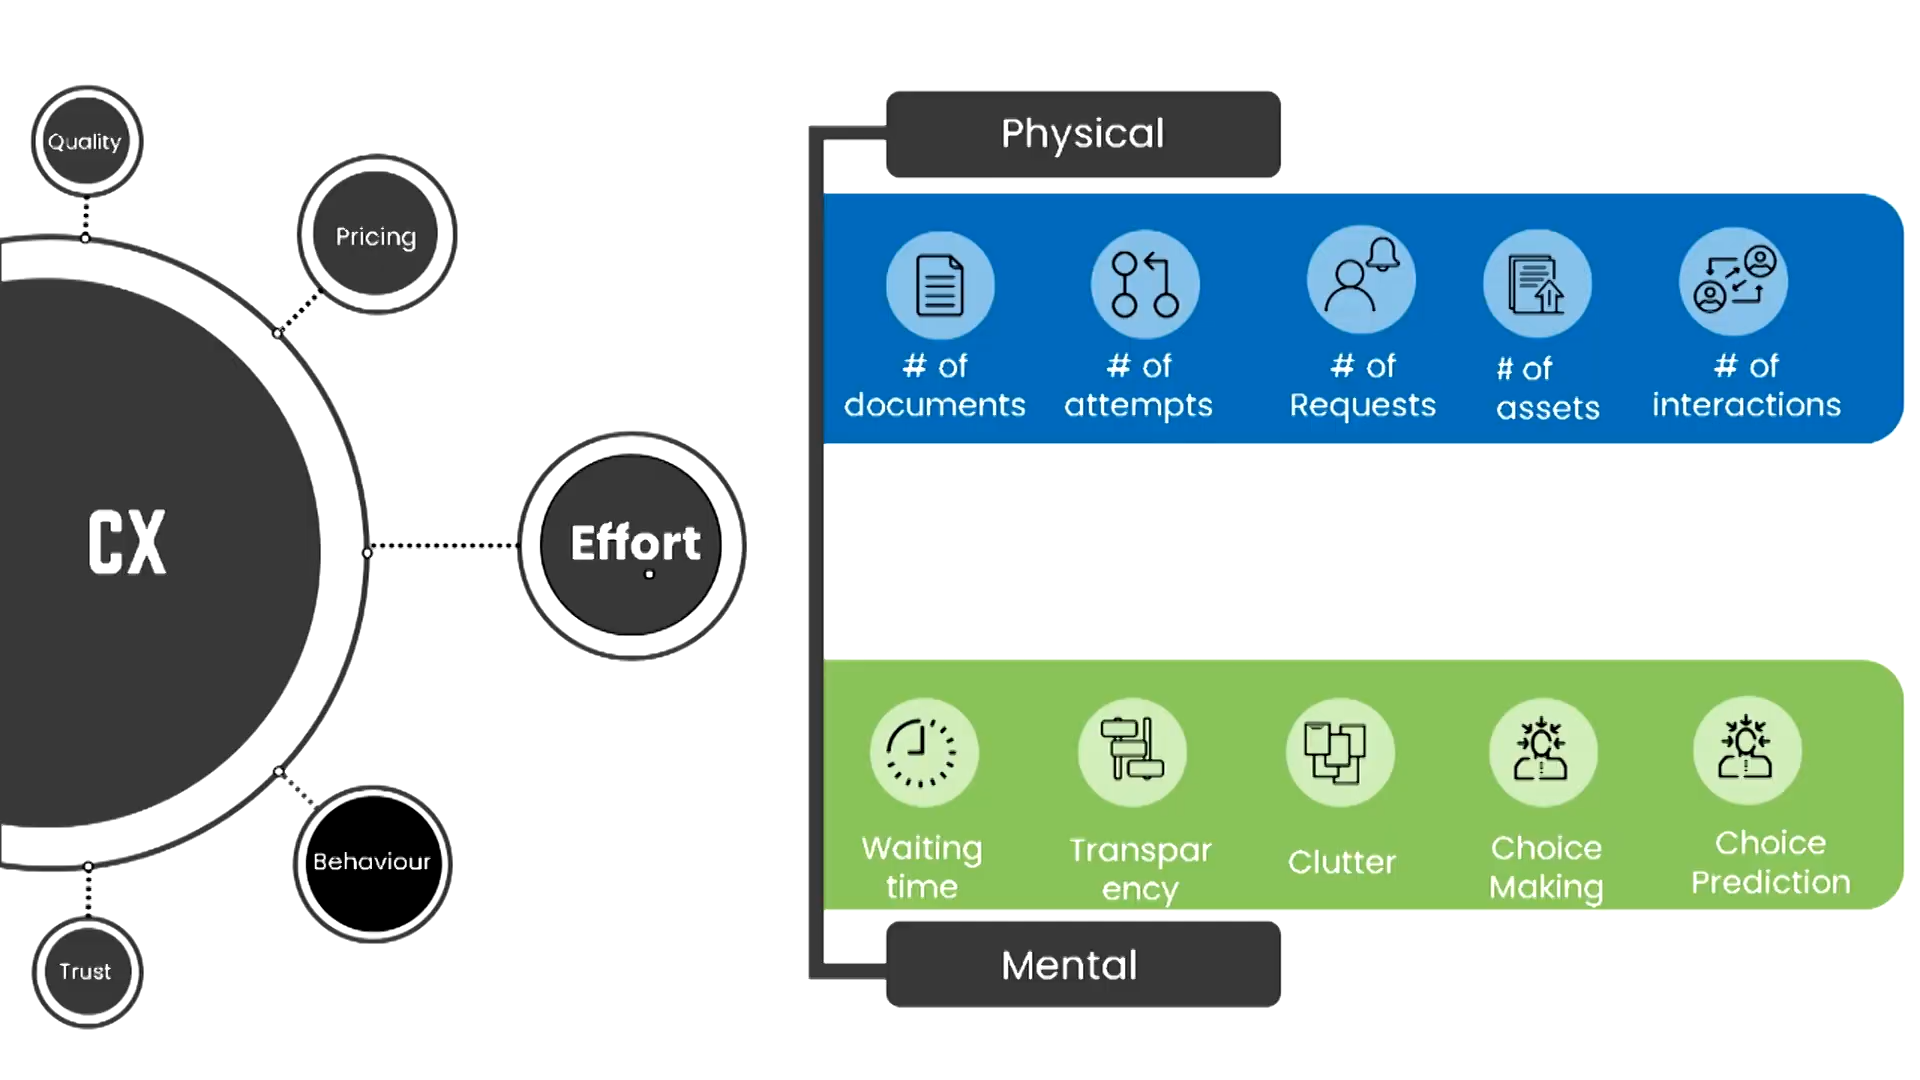 Quality
Pricing
CX
Effort
Behaviour
Trust
Physical
# of
documents
# of
attempts
# of
Requests
# of
assets
# of
interactions
Waiting
time
Transpar
ency
Clutter
Choice
Making
Choice
Prediction
Mental